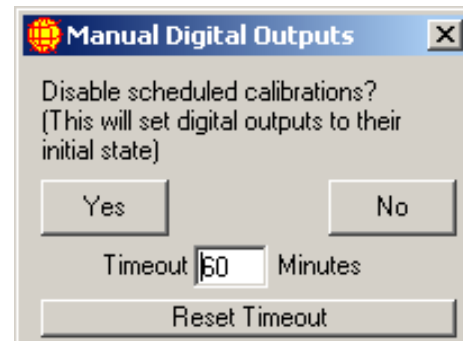 Manual Digital Outputs
Disable scheduled calibrations?
(This will set digital outputs to their
initial state)
Yes No
Timeout 60 Minutes
Reset Timeout